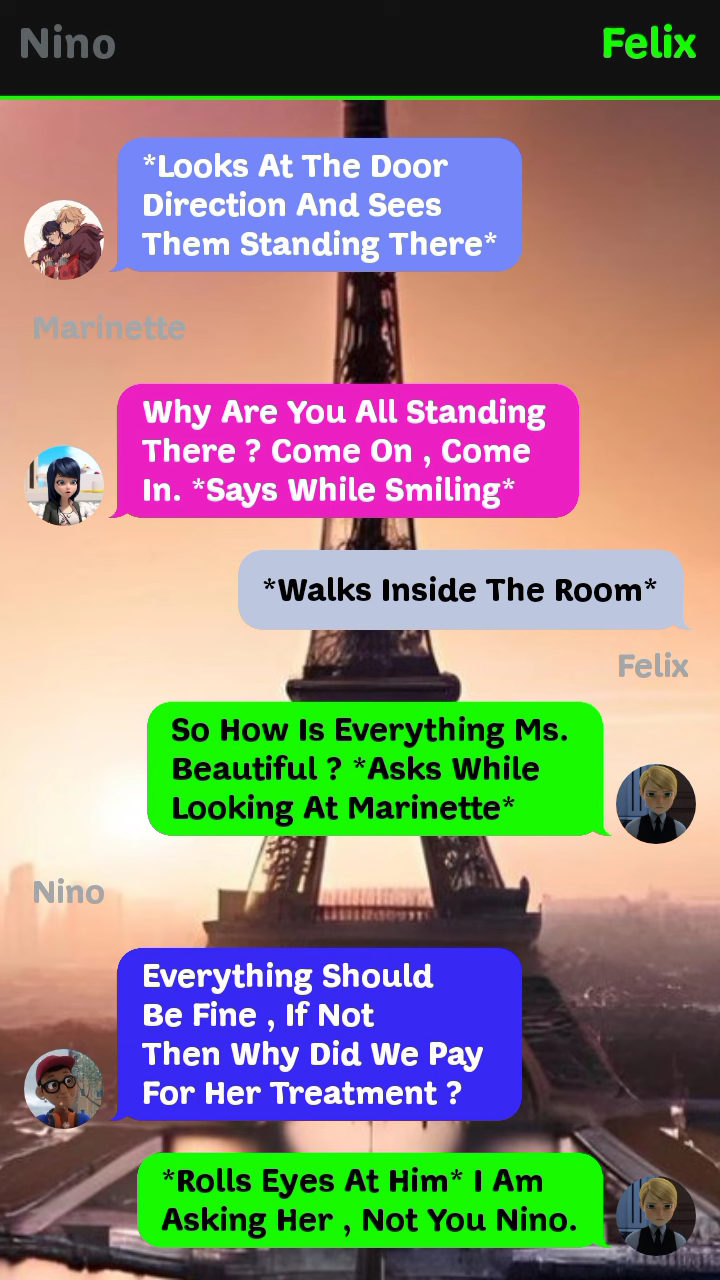 Nino Felix
*Looks At The Door
Direction And Sees
Them Standing There*
Marinette
Why Are You All Standing
There ? Come On , Come
In. *Says While Smiling*
*Walks Inside The Room*
Felix
So How Is Everything Ms.
Beautiful ? *Asks While
Looking At Marinette*
Nino
Everything Should
Be Fine , If Not
Then Why Did We Pay
For Her Treatment ?
*Rolls Eyes At Him* I Am
Asking Her , Not You Nino.